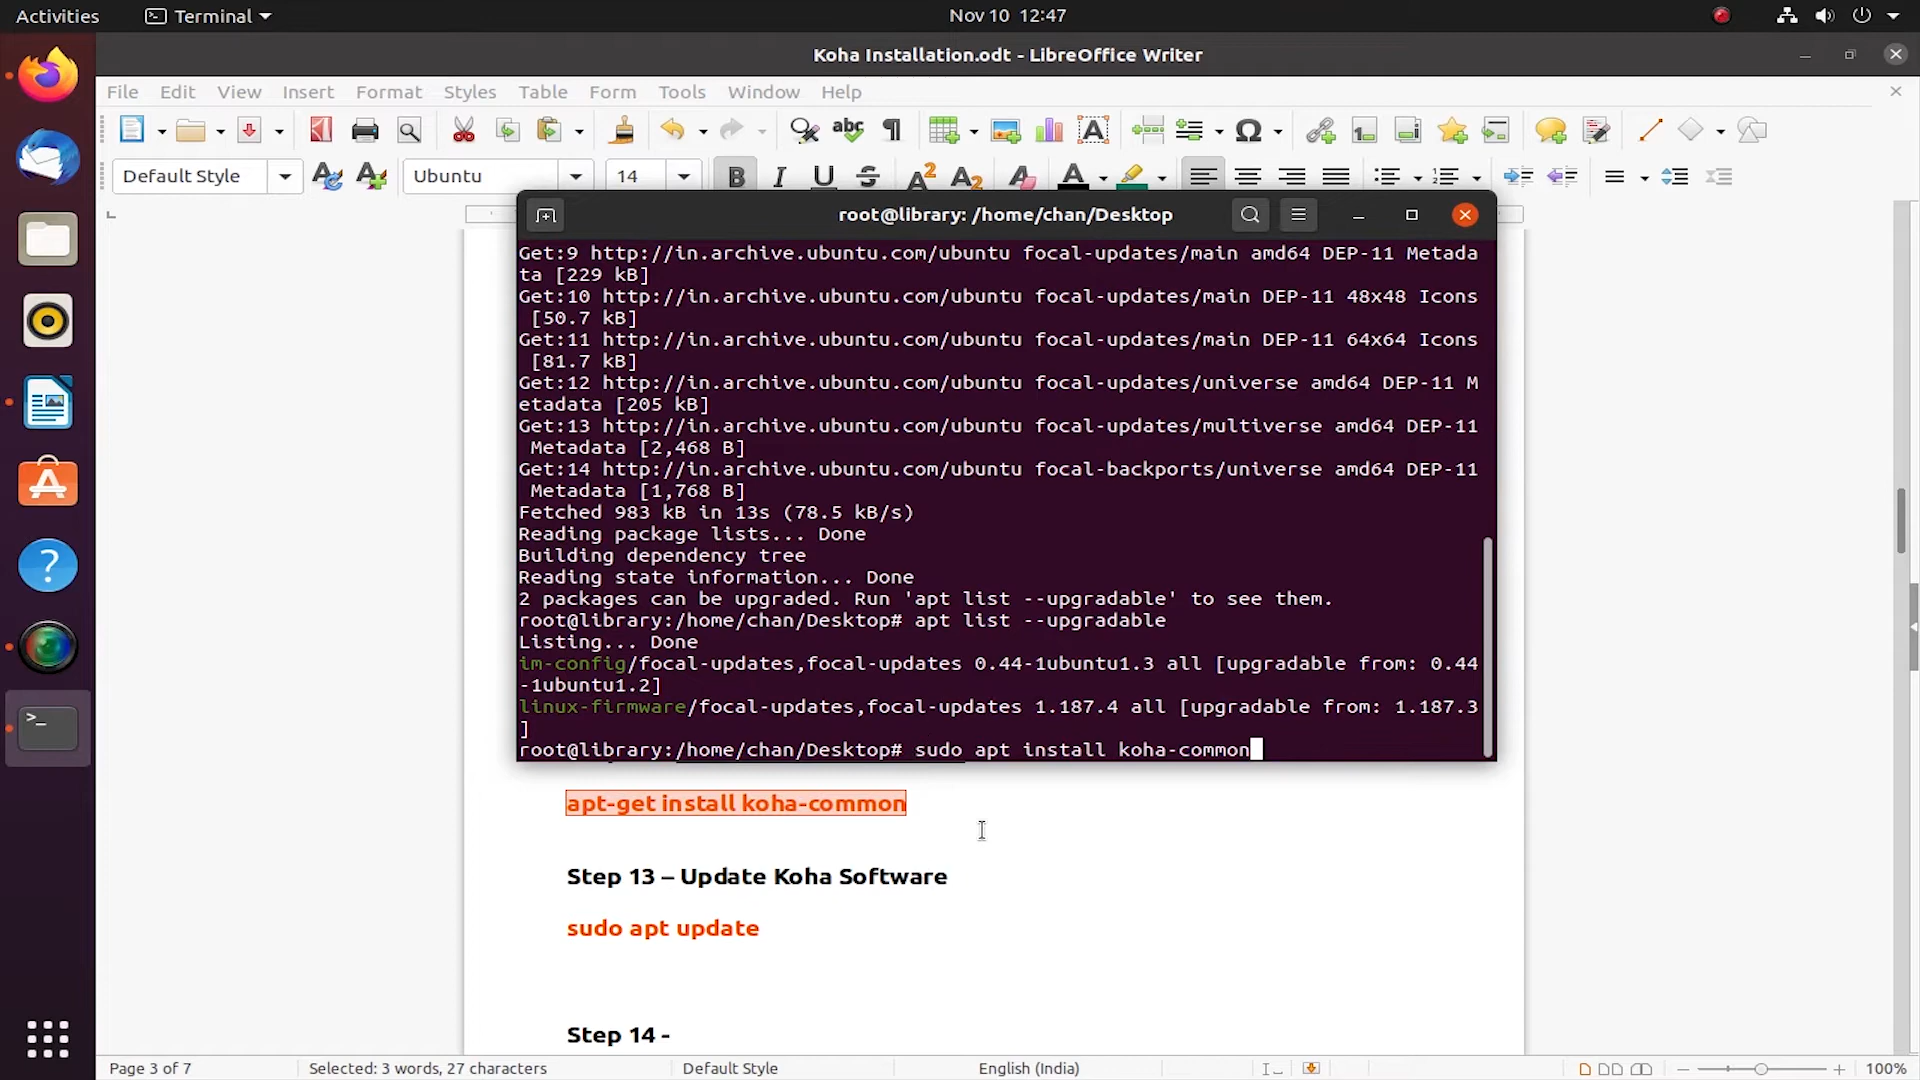 Activities
Terminal
Nov 10 12:47
Koha Installation.odt - LibreOffice Writer
File Edit View Insert Format Styles Table Form Tools Window Help
Default Style
Ubuntu
14
root@library: /home/chan/Desktop
Get:9 http://in.archive.ubuntu.com/ubuntu focal-updates/main amd64 DEP-11 Metada
ta [229 kB]
Get:10 http://in.archive.ubuntu.com/ubuntu focal-updates/main DEP-11 48x48 Icons
[50.7 kB]
Get:11 http://in.archive.ubuntu.com/ubuntu focal-updates/main DEP-11 64x64 Icons
[81.7 kB]
Get:12 http://in.archive.ubuntu.com/ubuntu focal-updates/universe amd64 DEP-11 M
etadata [205 kB]
Get:13 http://in.archive.ubuntu.com/ubuntu focal-updates/multiverse amd64 DEP-11
Metadata [2,468 B]
Get:14 http://in.archive.ubuntu.com/ubuntu focal-backports/universe amd64 DEP-11
Metadata [1,768 B]
Fetched 983 kB in 13s (78.5 kB/s)
Reading package lists... Done
Building dependency tree
Reading state information... Done
2 packages can be upgraded. Run 'apt list --upgradable' to see them.
root@library:/home/chan/Desktop# apt list --upgradable
Listing... Done
im-config/focal-updates,focal-updates 0.44-1ubuntu1.3 all [upgradable from: 0.44
-1ubuntu1.2]
linux-firmware/focal-updates,focal-updates 1.187.4 all [upgradable from: 1.187.3
]
root@library:/home/chan/Desktop# sudo apt install koha-common
apt-get install koha-common
Step 13 – Update Koha Software
sudo apt update
Step 14 -
Page 3 of 7
Selected: 3 words, 27 characters
Default Style
English (India)
100%